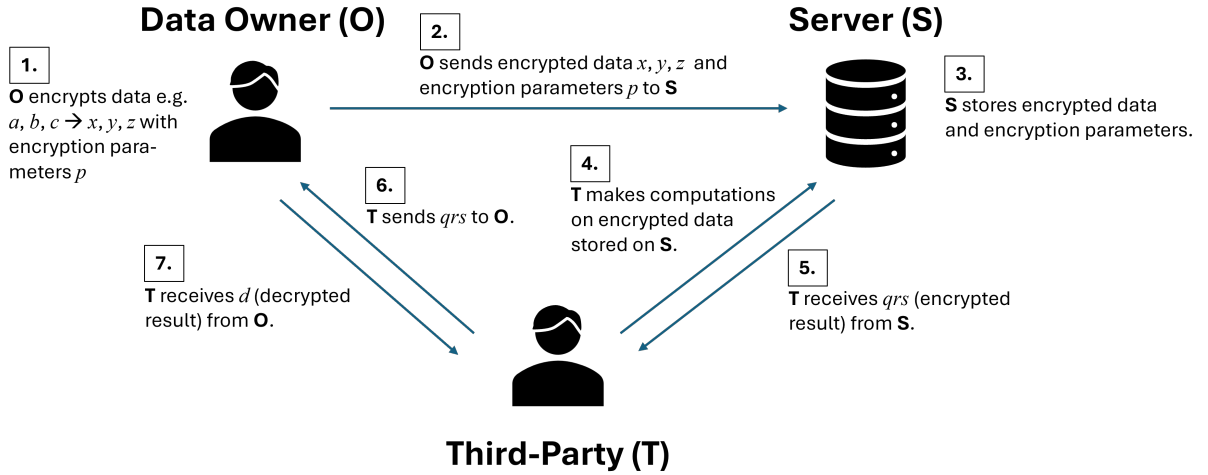 Data Owner (O)
Server (S)
1.
O encrypts data e.g.
a, b, c → x, y, z with
encryption para-
meters p
2.
O sends encrypted data x, y, z and
encryption parameters p to S
3.
S stores encrypted data
and encryption parameters.
4.
T makes computations
on encrypted data
stored on S.
6.
T sends qrs to O.
7.
T receives d (decrypted
result) from O.
5.
T receives qrs (encrypted
result) from S.
Third-Party (T)